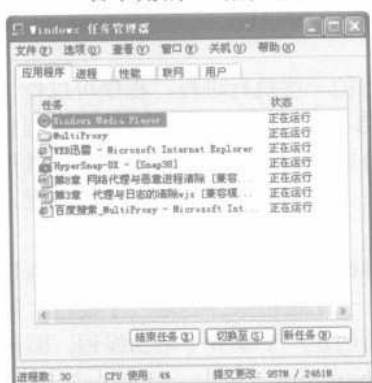 Windows 任务管理器
文件(F) 选项(O) 查看(V) 窗口(W) 关机(U) 帮助(H)
应用程序 进程 性能 联网 用户
任务 状态
Windows Media Player 正在运行
MultiProxy 正在运行
WEB迅雷 - Microsoft Internet Explorer 正在运行
HyperSnap-DX - [Snap38] 正在运行
第8章 网络代理与恶意进程清除 [兼容... 正在运行
第3章 代理与日志的清除wjx [兼容模... 正在运行
百度搜索_MultiProxy - Microsoft Int... 正在运行
结束任务(E) 切换至(S) 新任务(N)...
进程数: 30 CPU 使用: 4% 提交更改: 957M / 2461M